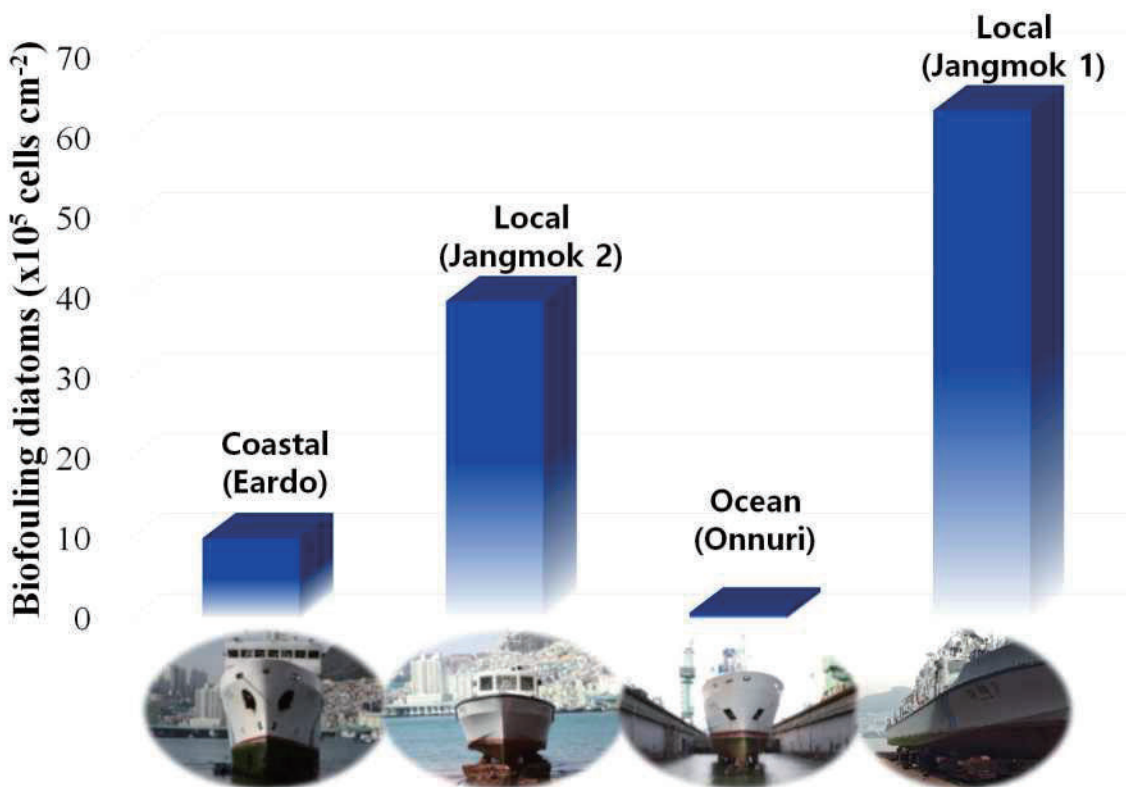 Biofouling diatoms (x10⁵ cells cm⁻²)
70
60
50
40
30
20
10
0
Coastal
(Eardo)
Local
(Jangmok 2)
Ocean
(Onnuri)
Local
(Jangmok 1)